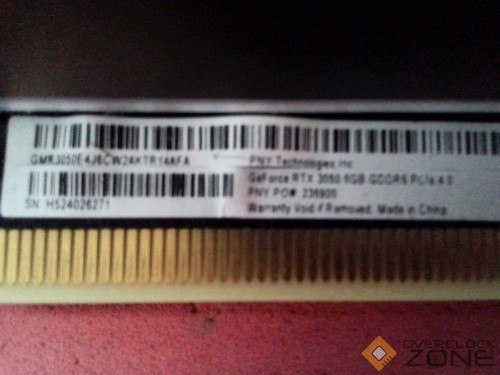 PNY Technologies Inc
GeForce RTX 3050 6GB GDDR6 PCIe 4.0
PNY PO# 236900
Warranty Void if Removed. Made in China
SN: H524026271
OVERCLOCK
ZONE